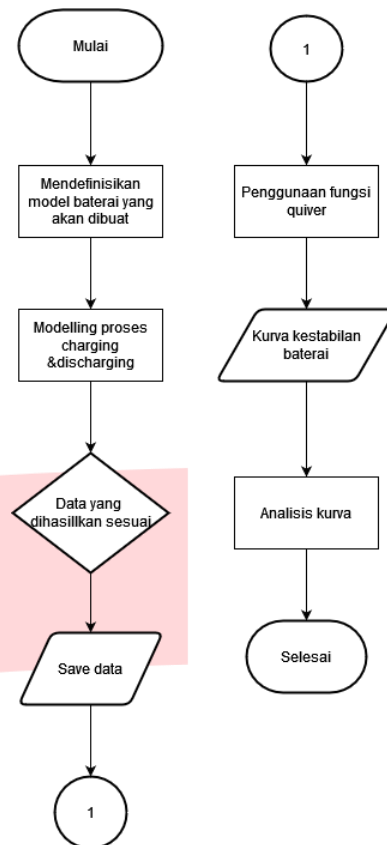 Mulai
Mendefinisikan
model baterai yang
akan dibuat
Modelling proses
charging
&discharging
Data yang
dihasillkan sesuai
Save data
1
1
Penggunaan fungsi
quiver
Kurva kestabilan
baterai
Analisis kurva
Selesai